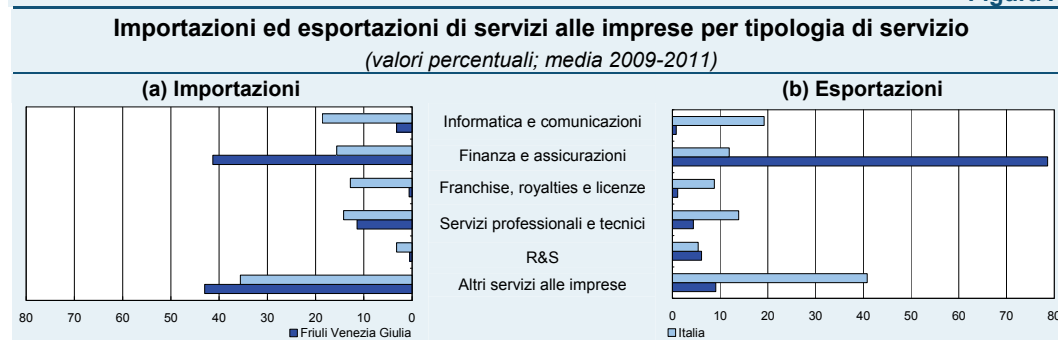 Importazioni ed esportazioni di servizi alle imprese per tipologia di servizio
(valori percentuali; media 2009-2011)
(a) Importazioni
(b) Esportazioni
Informatica e comunicazioni
Finanza e assicurazioni
Franchise, royalties e licenze
Servizi professionali e tecnici
R&S
Altri servizi alle imprese
80 70 60 50 40 30 20 10 0
0 10 20 30 40 50 60 70 80
Friuli Venezia Giulia
Italia